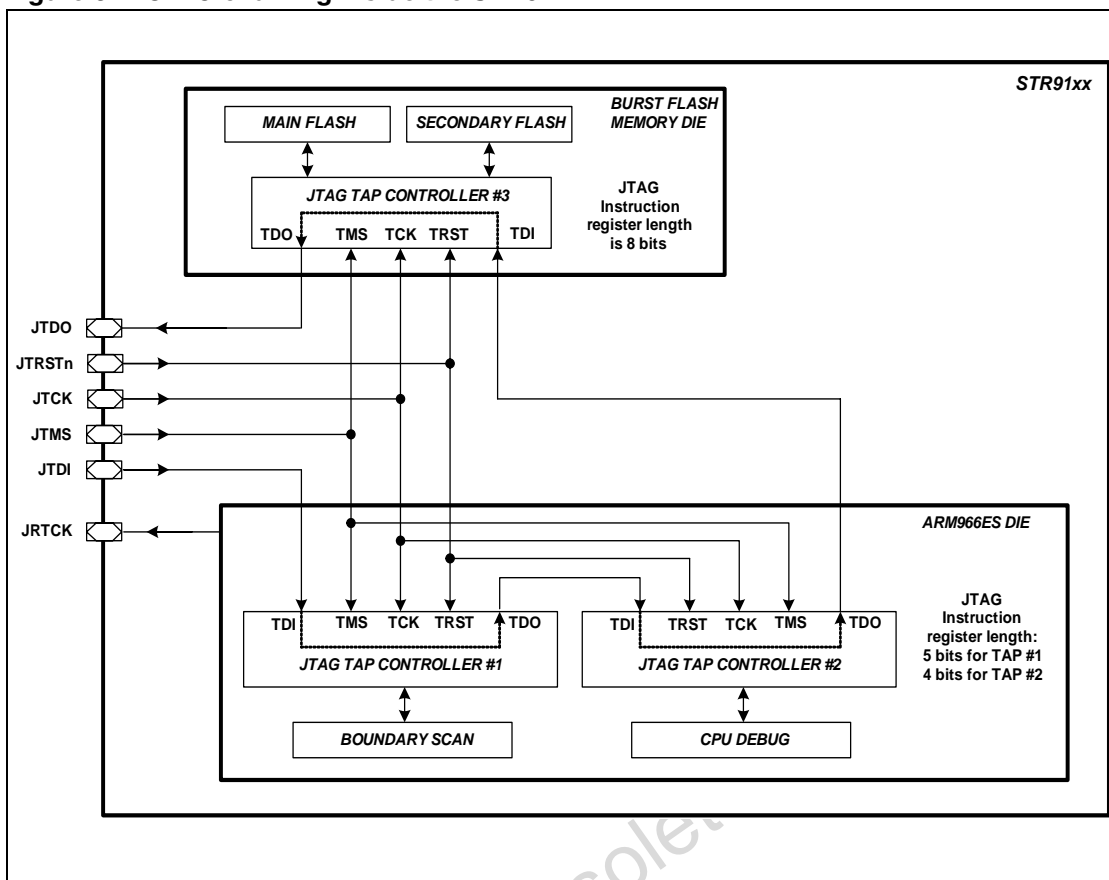 STR91xx
BURST FLASH
MEMORY DIE
MAIN FLASH
SECONDARY FLASH
JTAG TAP CONTROLLER #3
TDO TMS TCK TRST TDI
JTAG
Instruction
register length
is 8 bits
JTDO
JTRSTn
JTCK
JTMS
JTDI
JRTCK
ARM966ES DIE
TDI TMS TCK TRST TDO
JTAG TAP CONTROLLER #1
BOUNDARY SCAN
TDI TRST TCK TMS TDO
JTAG TAP CONTROLLER #2
CPU DEBUG
JTAG
Instruction
register length:
5 bits for TAP #1
4 bits for TAP #2